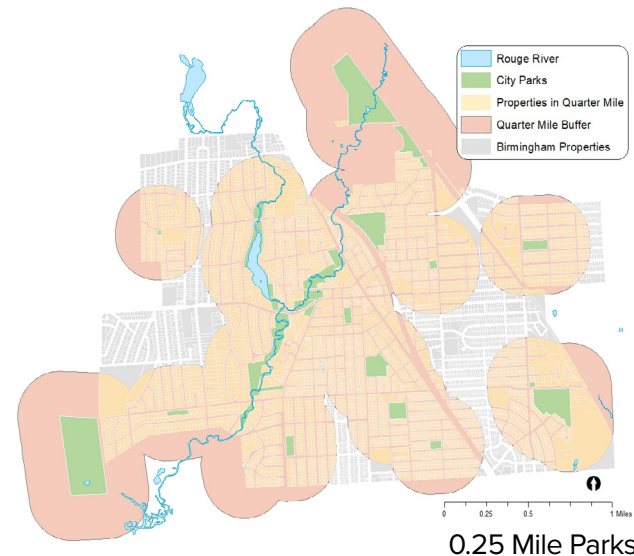 Rouge River
City Parks
Properties in Quarter Mile
Quarter Mile Buffer
Birmingham Properties
0 0.25 0.5 1 Miles
0.25 Mile Parks